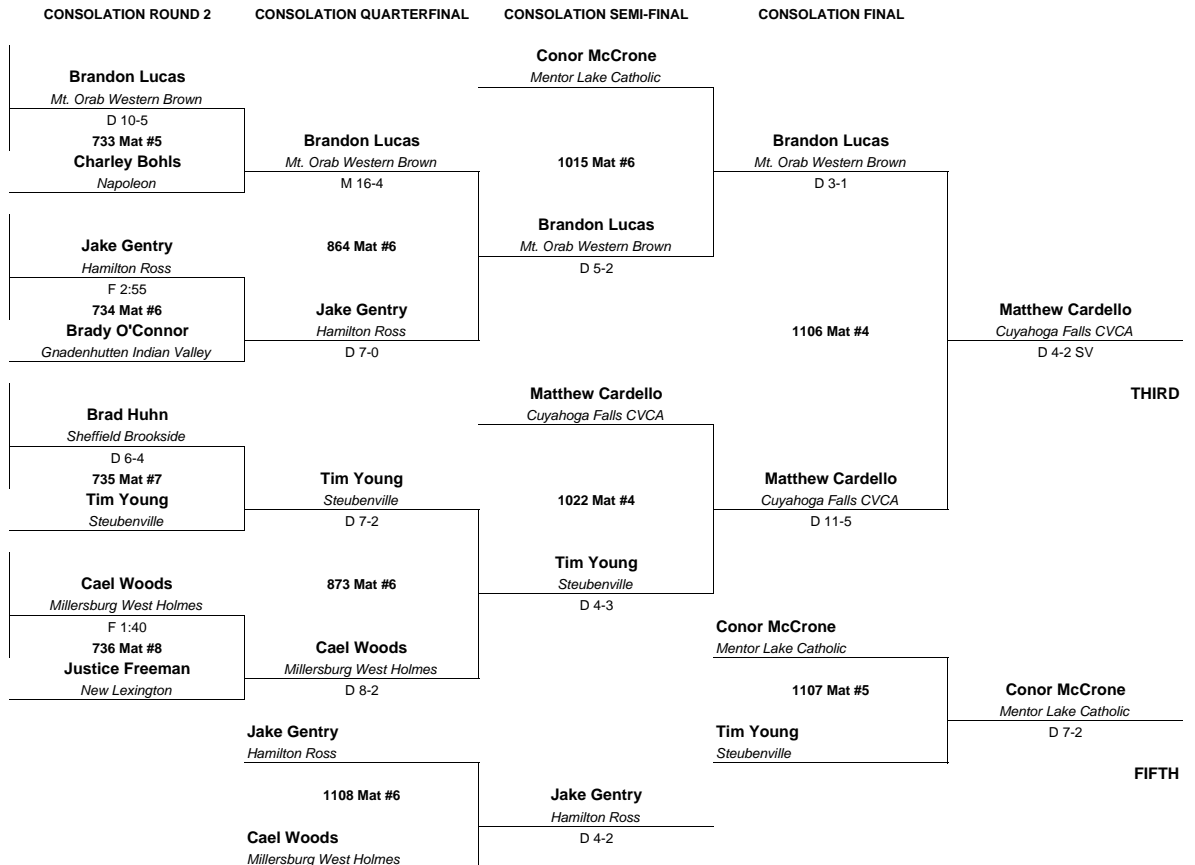 CONSOLATION ROUND 2 CONSOLATION QUARTERFINAL CONSOLATION SEMI-FINAL CONSOLATION FINAL
Brandon Lucas
Mt. Orab Western Brown
D 10-5
733 Mat #5
Charley Bohls
Napoleon
Jake Gentry
Hamilton Ross
F 2:55
734 Mat #6
Brady O'Connor
Gnadenhutten Indian Valley
Brad Huhn
Sheffield Brookside
D 6-4
735 Mat #7
Tim Young
Steubenville
Cael Woods
Millersburg West Holmes
F 1:40
736 Mat #8
Justice Freeman
New Lexington
Brandon Lucas
Mt. Orab Western Brown
M 16-4
864 Mat #6
Jake Gentry
Hamilton Ross
D 7-0
Tim Young
Steubenville
D 7-2
873 Mat #6
Cael Woods
Millersburg West Holmes
D 8-2
Jake Gentry
Hamilton Ross
1108 Mat #6
Cael Woods
Millersburg West Holmes
Conor McCrone
Mentor Lake Catholic
1015 Mat #6
Brandon Lucas
Mt. Orab Western Brown
D 5-2
Matthew Cardello
Cuyahoga Falls CVCA
1022 Mat #4
Tim Young
Steubenville
D 4-3
Jake Gentry
Hamilton Ross
D 4-2
Brandon Lucas
Mt. Orab Western Brown
D 3-1
1106 Mat #4
Matthew Cardello
Cuyahoga Falls CVCA
D 11-5
Conor McCrone
Mentor Lake Catholic
1107 Mat #5
Tim Young
Steubenville
Matthew Cardello
Cuyahoga Falls CVCA
D 4-2 SV
THIRD
Conor McCrone
Mentor Lake Catholic
D 7-2
FIFTH